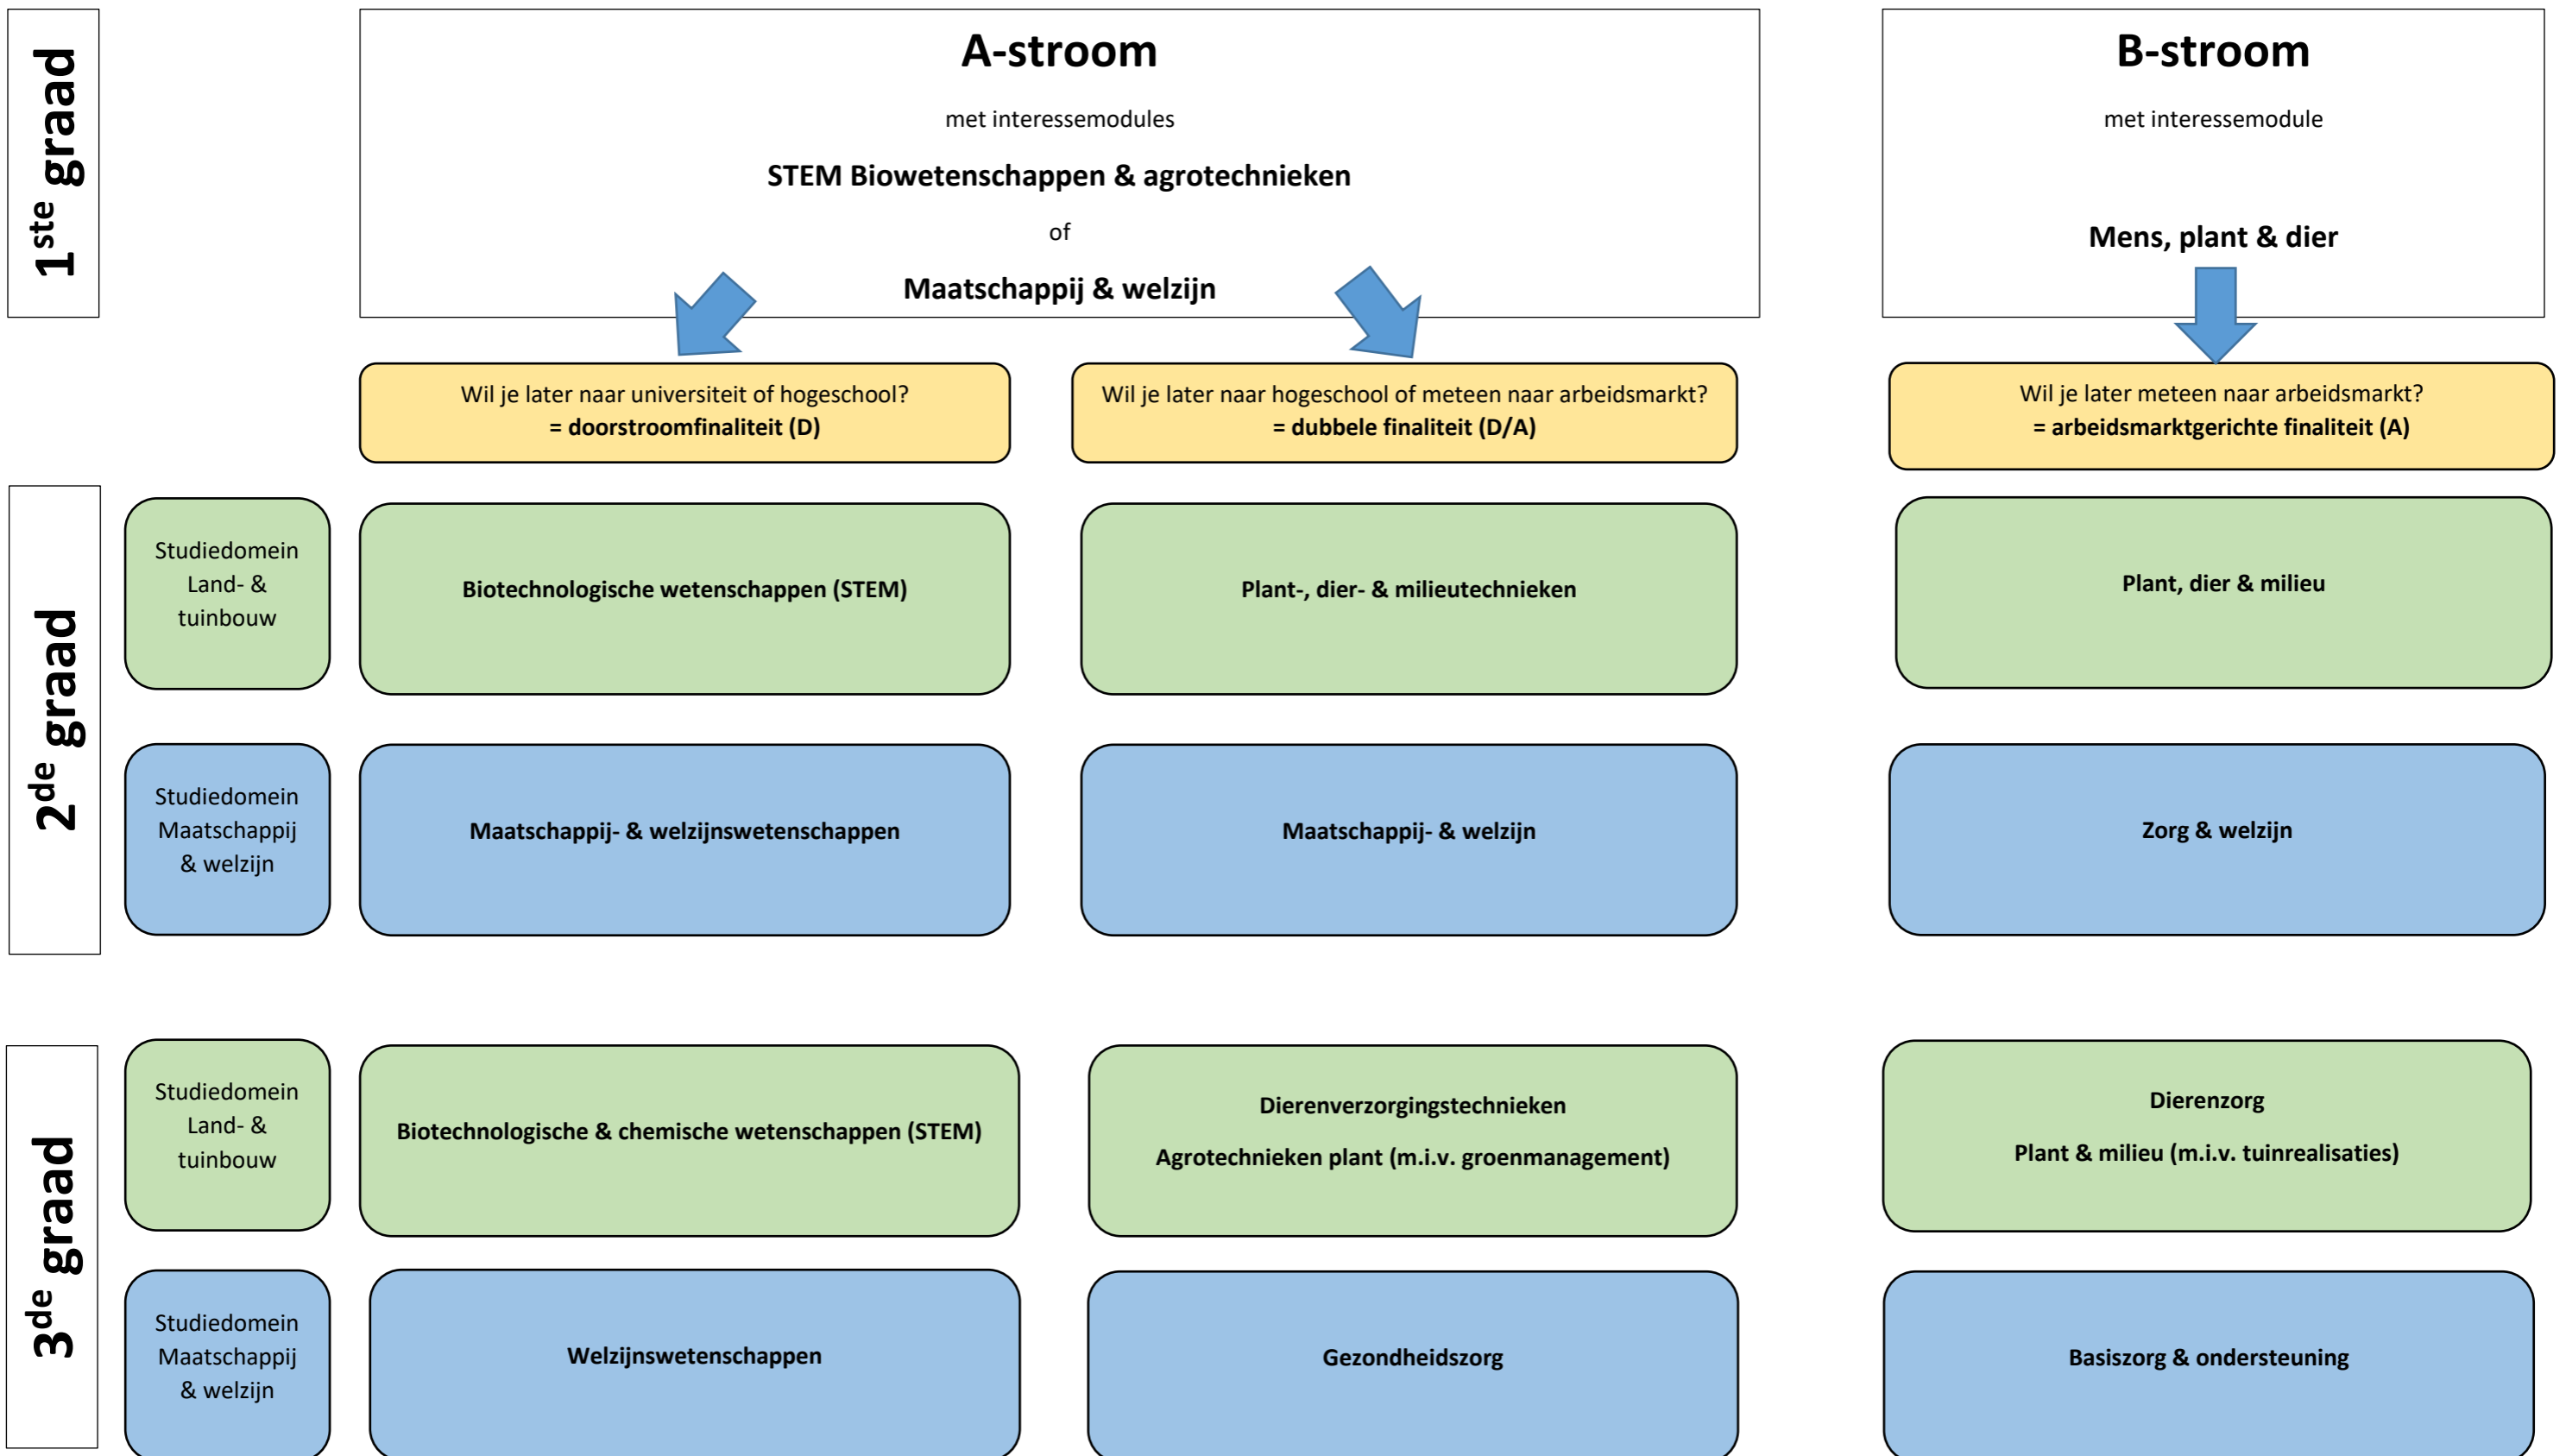 1ste graad
A-stroom
met interessemodules
STEM Biowetenschappen & agrotechnieken
of
Maatschappij & welzijn
B-stroom
met interessemodule
Mens, plant & dier
Wil je later naar universiteit of hogeschool?
= doorstroomfinaliteit (D)
Wil je later naar hogeschool of meteen naar arbeidsmarkt?
= dubbele finaliteit (D/A)
Wil je later meteen naar arbeidsmarkt?
= arbeidsmarktgerichte finaliteit (A)
2de graad
Studiedomein
Land- &
tuinbouw
Biotechnologische wetenschappen (STEM)
Plant-, dier- & milieutechnieken
Plant, dier & milieu
Studiedomein
Maatschappij
& welzijn
Maatschappij- & welzijnswetenschappen
Maatschappij- & welzijn
Zorg & welzijn
3de graad
Studiedomein
Land- &
tuinbouw
Biotechnologische & chemische wetenschappen (STEM)
Dierenverzorgingstechnieken
Agrotechnieken plant (m.i.v. groenmanagement)
Dierenzorg
Plant & milieu (m.i.v. tuinrealisaties)
Studiedomein
Maatschappij
& welzijn
Welzijnswetenschappen
Gezondheidszorg
Basiszorg & ondersteuning